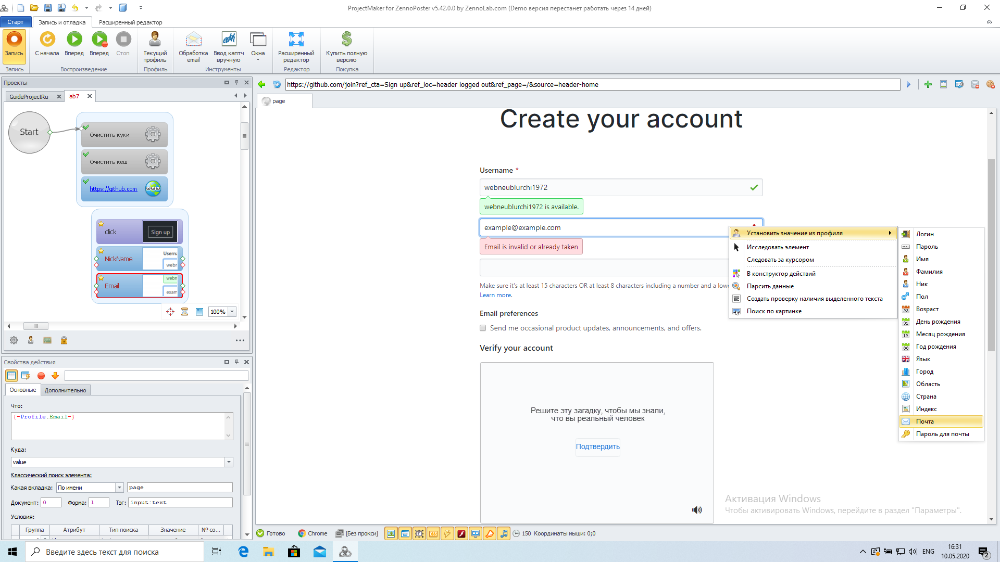 ProjectMaker for ZennoPoster v5.42.0.0 by ZennoLab.com (Demo версия перестанет работать через 14 дней)
Старт
Запись и отладка
Расширенный редактор
Запись
С начала
Вперед
Вперед
Стоп
Текущий
профиль
Обработка
email
Ввод каптч
вручную
Окна
Расширенный
редактор
Купить полную
версию
Запись
Воспроизведение
Профиль
Инструменты
Редактор
Покупка
Проекты
GuideProjectRu
lab7
Start
Очистить куки
Очистить кеш
https://github.com
www
click
Sign up
NickName
Userna
webr
Email
webn
exam
100%
Свойства действия
Основные
Дополнительно
Что:
{-Profile.Email-}
Куда:
value
Классический поиск элемента:
Какая вкладка:
По имени
page
Документ:
0
Форма:
1
Тэг:
input:text
Условия:
Группа
Атрибут
Тип поиска
Значение
№ со...
https://github.com/join?ref_cta=Sign up&ref_loc=header logged out&ref_page=/&source=header-home
page
Create your account
Username *
webneublurchi1972
webneublurchi1972 is available.
example@example.com
Email is invalid or already taken
Make sure it's at least 15 characters OR at least 8 characters including a number and a lowe
Learn more.
Email preferences
Send me occasional product updates, announcements, and offers.
Verify your account
Решите эту загадку, чтобы мы знали,
что вы реальный человек
Подтвердить
Установить значение из профиля
Исследовать элемент
Следовать за курсором
В конструктор действий
Парсить данные
Создать проверку наличия выделенного текста
Поиск по картинке
Логин
Пароль
Имя
Фамилия
Ник
Пол
23 Возраст
31 День рождения
12 Месяц рождения
88 Год рождения
Язык
Город
Область
Страна
Индекс
Почта
Пароль для почты
Активация Windows
Чтобы активировать Windows, перейдите в раздел "Параметры".
Готово
Chrome
[Без прокси]
CSS
150
Координаты мыши: 0;0
Введите здесь текст для поиска
ENG
16:31
10.05.2020
2